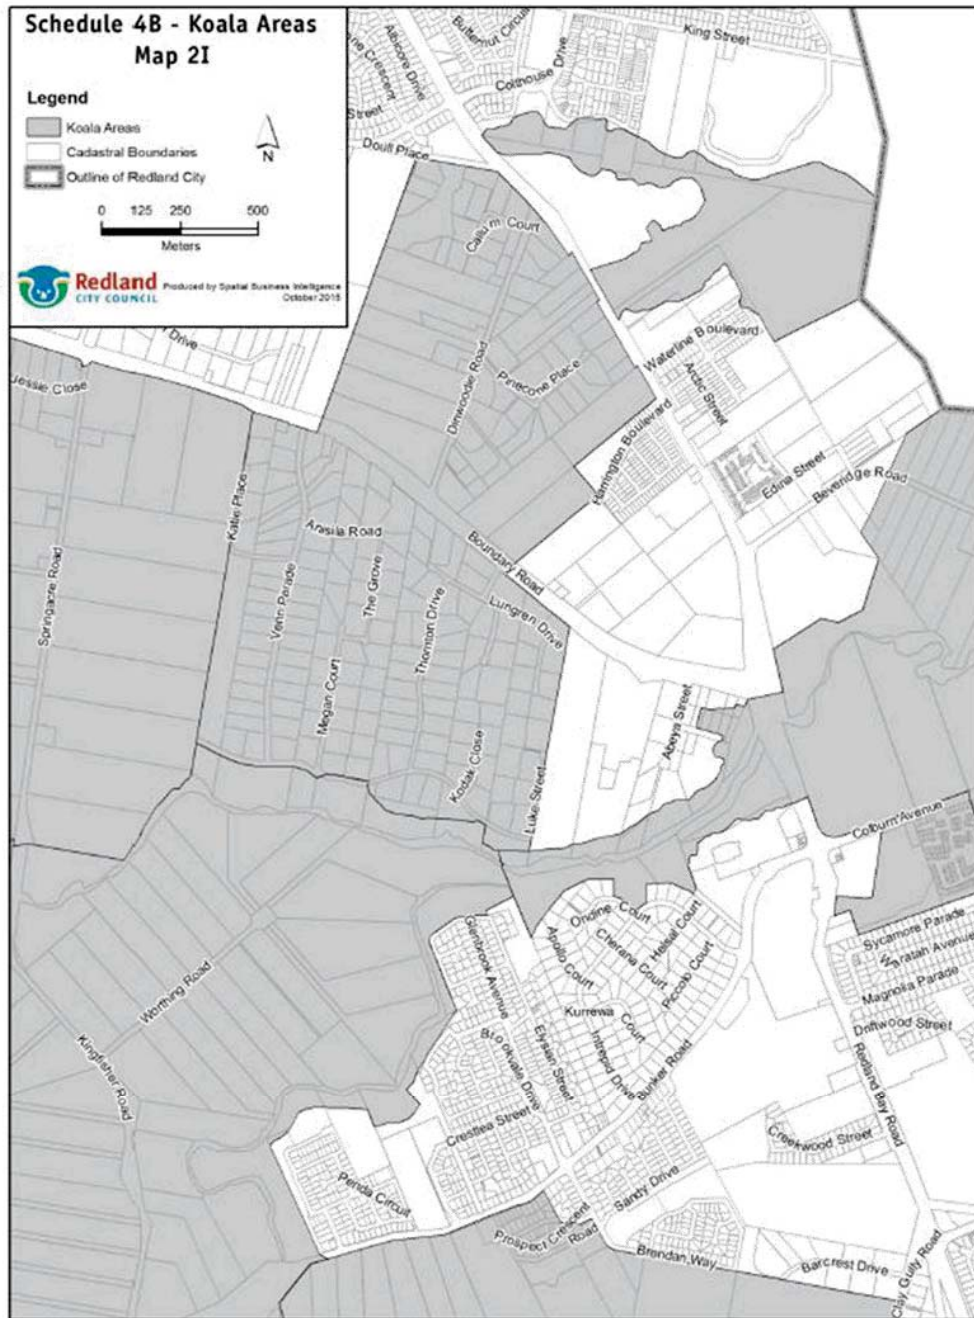 Schedule 4B - Koala Areas
Map 2I
Legend
Koala Areas
Cadastral Boundaries
Outline of Redland City
N
0 125 250 500
Meters
Redland
CITY COUNCIL
Produced by Spatial Business Intelligence
October 2015
Albicore Drive
Butternut Circuit
King Street
Crescent
Colthouse Drive
Street
Doull Place
Callum Court
Drive
Jessie Close
Dinwoodie Road
Pinecone Place
Waterline Boulevard
Arctic Street
Harrington Boulevard
Edina Street
Beveridge Road
Katie Place
Springacre Road
Anisila Road
Venn Parade
The Grove
Boundary Road
Thornton Drive
Lungren Drive
Megan Court
Abeya Street
Kodak Close
Luke Street
Colburn Avenue
Glenbrook Avenue
Ondine Court
Apollo Court
Cherana Court
Piccolo Court
Sycamore Parade
Waratah Avenue
Magnolia Parade
Driftwood Street
Worthing Road
Kurrewa
Court
Elysian Street
Intrepid Drive
Bunker Road
Brookvale Drive
Kingfisher Road
Redland Bay Road
Crestlea Street
Creekwood Street
Penda Circuit
Sandy Drive
Prospect Crescent
Road
Brendan Way
Barcrest Drive
Clay Gully Road